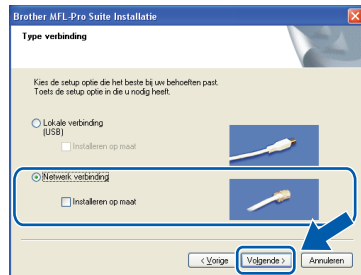 Brother MFL-Pro Suite Installatie
Type verbinding
Kies de setup optie die het beste bij uw behoeften past.
Toets de setup optie in die u nodig heeft.
Lokale verbinding
(USB)
Installeren op maat
Netwerk verbinding
Installeren op maat
< Vorige
Volgende >
Annuleren